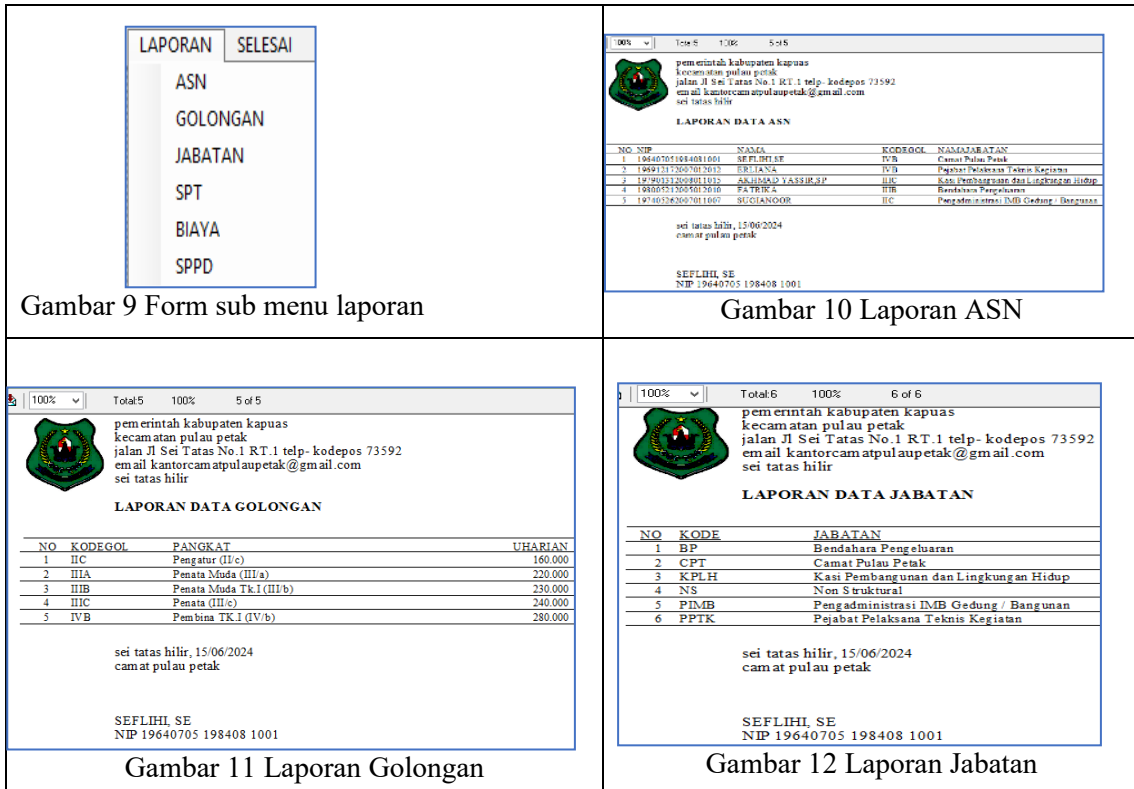 LAPORAN SELESAI
ASN
GOLONGAN
JABATAN
SPT
BIAYA
SPPD
Gambar 9 Form sub menu laporan
100% Total:5 100% 5 of 5
pemerintah kabupaten kapuas
kecamatan pulau petak
jalan Jl Sei Tatas No.1 RT.1 telp- kodepos 73592
email kantorcamatpulaupetak@gmail.com
sei tatas hilir
LAPORAN DATA ASN
NO NIP NAMA KODEGOL NAMAJABATAN
1 196407051984081001 SEFLIHI,SE IVB Camat Pulau Petak
2 196912172007012012 ERLIANA IVB Pejabat Pelaksana Teknis Kegiatan
3 197901312008011015 AKHMAD YASSIR,SP IIIC Kasi Pembangunan dan Lingkungan Hidup
4 198005212005012010 FATRIKA IIIB Bendahara Pengeluaran
5 197405262007011007 SUGIANOOR IIC Pengadministrasi IMB Gedung / Bangunan
sei tatas hilir, 15/06/2024
camat pulau petak
SEFLIHI, SE
NIP 19640705 198408 1001
Gambar 10 Laporan ASN
100% Total:5 100% 5 of 5
pemerintah kabupaten kapuas
kecamatan pulau petak
jalan Jl Sei Tatas No.1 RT.1 telp- kodepos 73592
email kantorcamatpulaupetak@gmail.com
sei tatas hilir
LAPORAN DATA GOLONGAN
NO KODEGOL PANGKAT UHARIAN
1 IIC Pengatur (II/c) 160.000
2 IIIA Penata Muda (III/a) 220.000
3 IIIB Penata Muda Tk.I (III/b) 230.000
4 IIIC Penata (III/c) 240.000
5 IVB Pembina TK.I (IV/b) 280.000
sei tatas hilir, 15/06/2024
camat pulau petak
SEFLIHI, SE
NIP 19640705 198408 1001
Gambar 11 Laporan Golongan
100% Total:6 100% 6 of 6
pemerintah kabupaten kapuas
kecamatan pulau petak
jalan Jl Sei Tatas No.1 RT.1 telp- kodepos 73592
email kantorcamatpulaupetak@gmail.com
sei tatas hilir
LAPORAN DATA JABATAN
NO KODE JABATAN
1 BP Bendahara Pengeluaran
2 CPT Camat Pulau Petak
3 KPLH Kasi Pembangunan dan Lingkungan Hidup
4 NS Non Struktural
5 PIMB Pengadministrasi IMB Gedung / Bangunan
6 PPTK Pejabat Pelaksana Teknis Kegiatan
sei tatas hilir, 15/06/2024
camat pulau petak
SEFLIHI, SE
NIP 19640705 198408 1001
Gambar 12 Laporan Jabatan